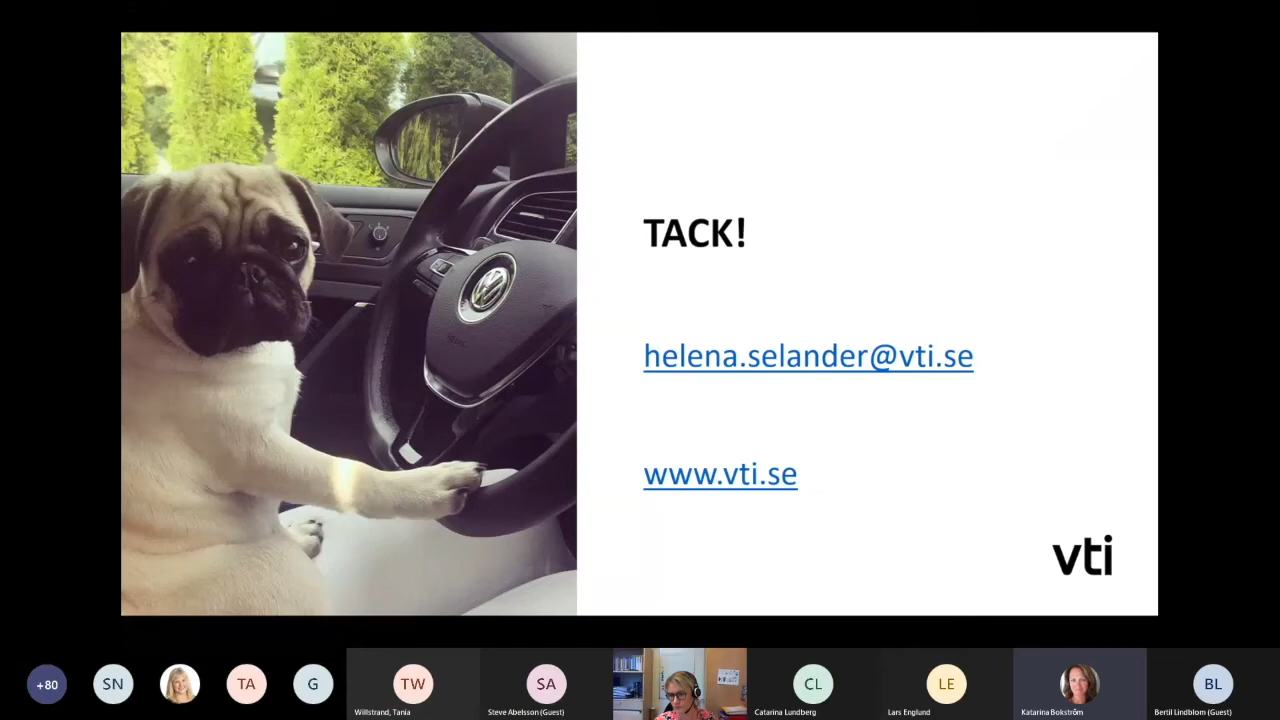 TACK!
helena.selander@vti.se
www.vti.se
vti
+80
SN
TA
G
TW
SA
CL
LE
BL
Willstrand, Tania
Steve Abelsson (Guest)
Catarina Lundberg
Lars Englund
Katarina Bokström
Bertil Lindblom (Guest)